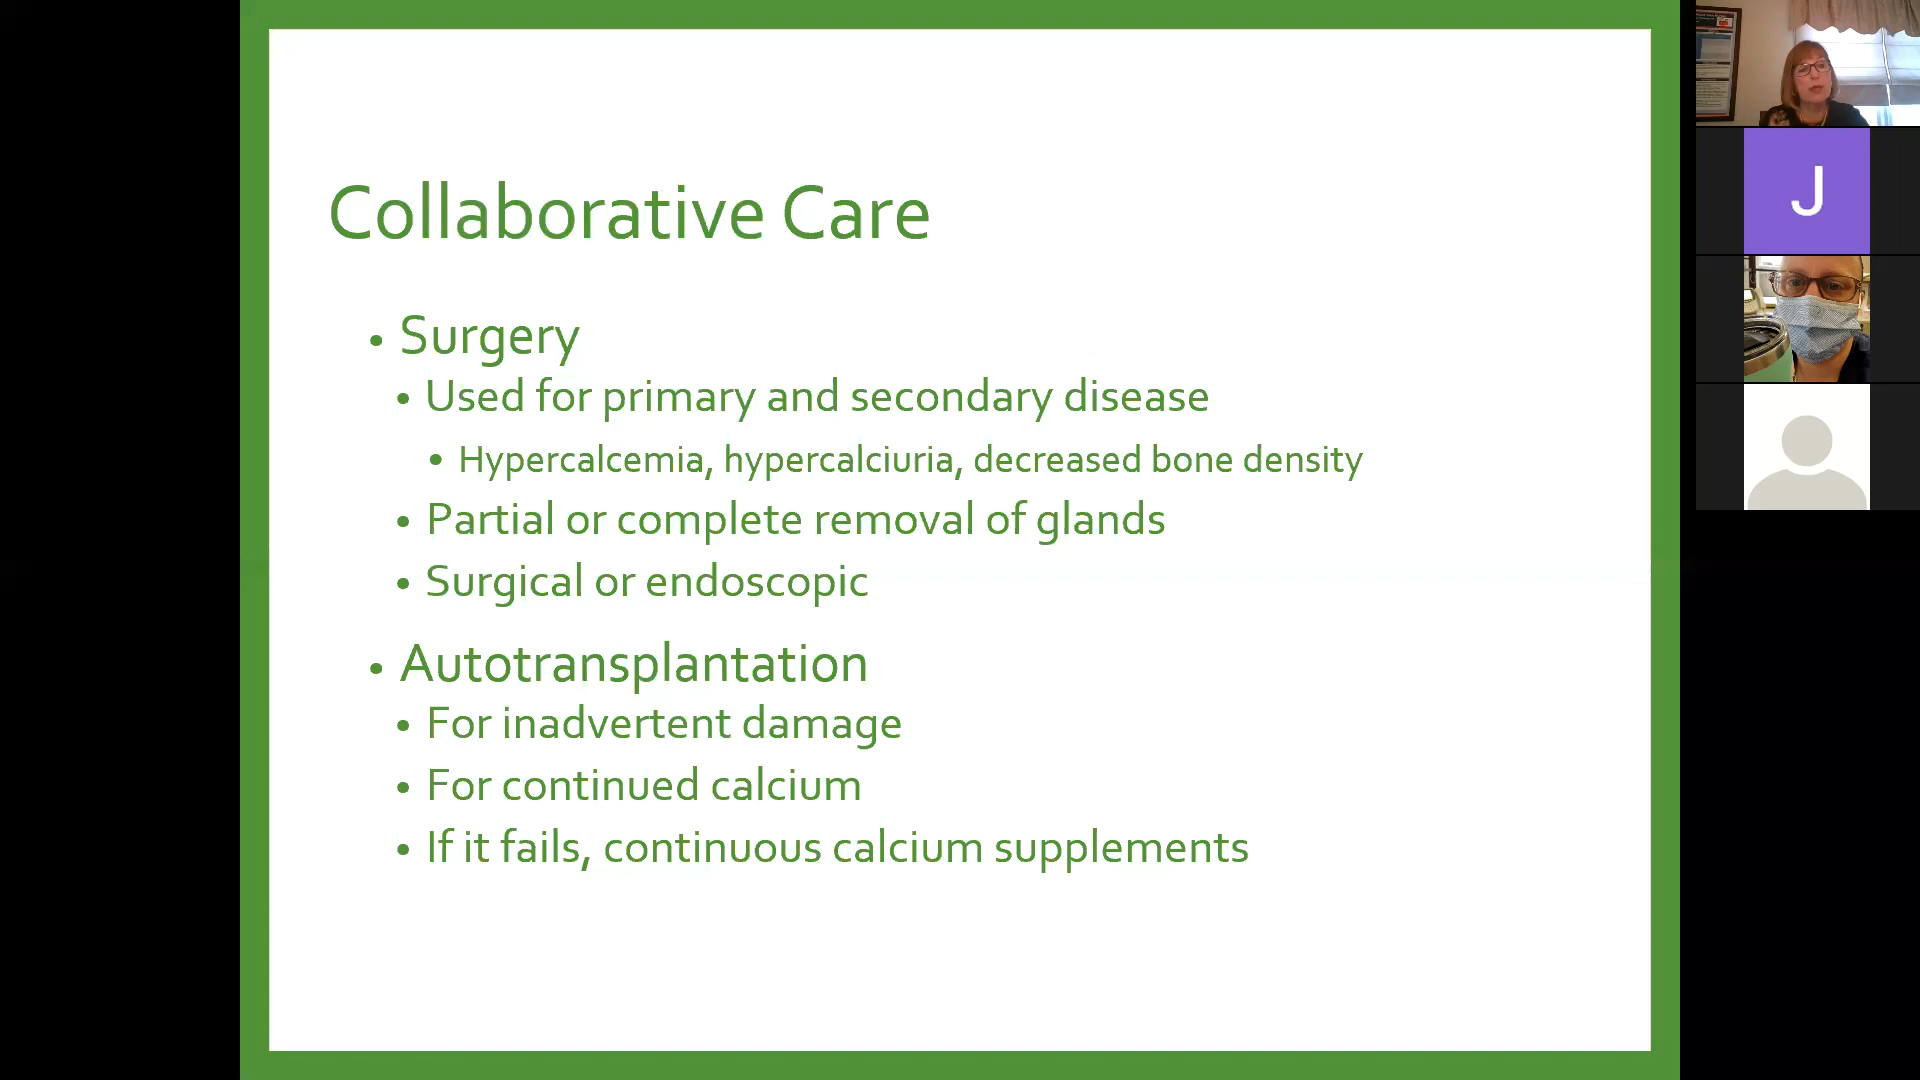 Collaborative Care
• Surgery
• Used for primary and secondary disease
• Hypercalcemia, hypercalciuria, decreased bone density
• Partial or complete removal of glands
• Surgical or endoscopic
• Autotransplantation
• For inadvertent damage
• For continued calcium
• If it fails, continuous calcium supplements
J